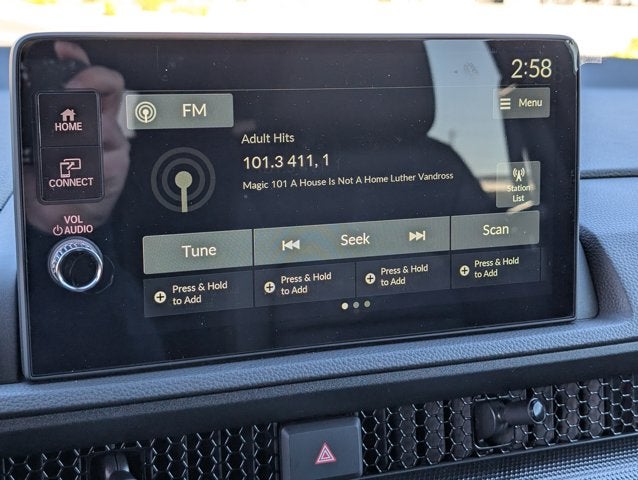 2:58
FM
Menu
HOME
Adult Hits
101.3 411, 1
Magic 101 A House Is Not A Home Luther Vandross
CONNECT
Station
List
VOL
AUDIO
Tune
Seek
Scan
Press & Hold
to Add
Press & Hold
to Add
Press & Hold
to Add
Press & Hold
to Add